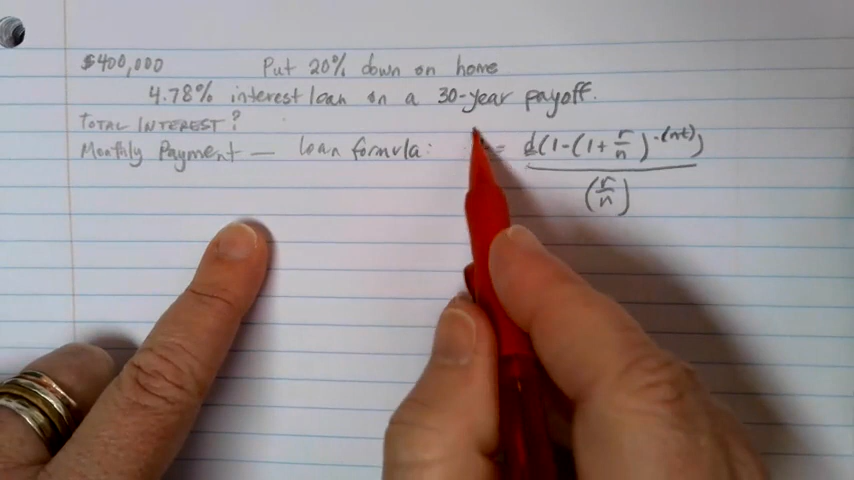 $400,000 Put 20% down on home
4.78% interest loan on a 30-year payoff.
TOTAL INTEREST?
Monthly Payment — loan formula: = d(1-(1+r/n)^-(nt)) / (r/n)